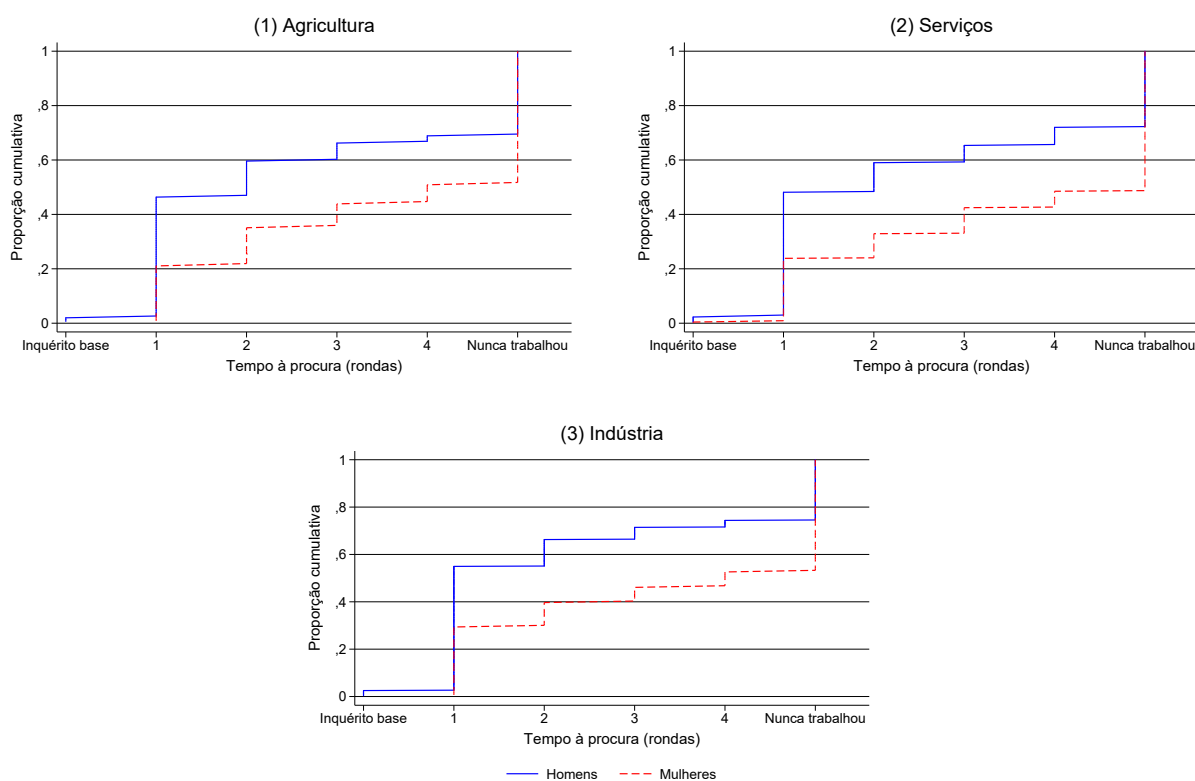 (1) Agricultura
Proporção cumulativa
1
,8
,6
,4
,2
0
Inquérito base 1 2 3 4 Nunca trabalhou
Tempo à procura (rondas)
(2) Serviços
Proporção cumulativa
1
,8
,6
,4
,2
0
Inquérito base 1 2 3 4 Nunca trabalhou
Tempo à procura (rondas)
(3) Indústria
Proporção cumulativa
1
,8
,6
,4
,2
0
Inquérito base 1 2 3 4 Nunca trabalhou
Tempo à procura (rondas)
Homens Mulheres